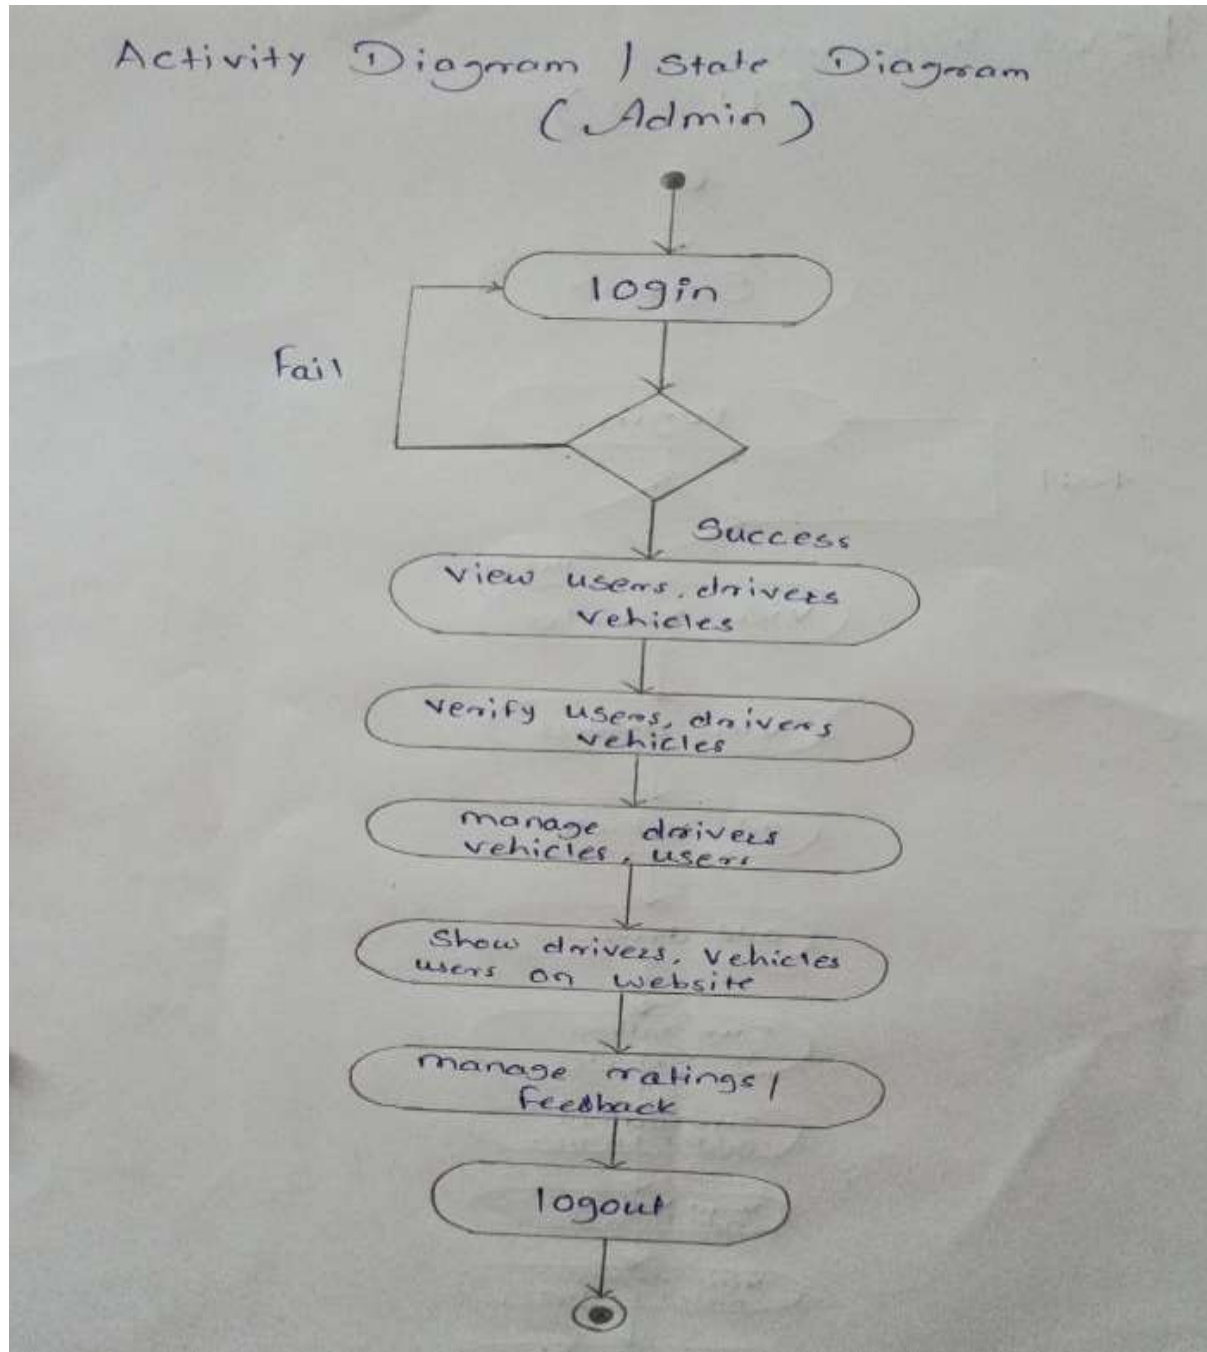 Activity Diagram / State Diagram
(Admin)
login
Fail
Success
view users, drivers
vehicles
verify users, drivers
vehicles
manage drivers
vehicles, users
Show drivers, vehicles
users on website
manage ratings/
feedback
logout